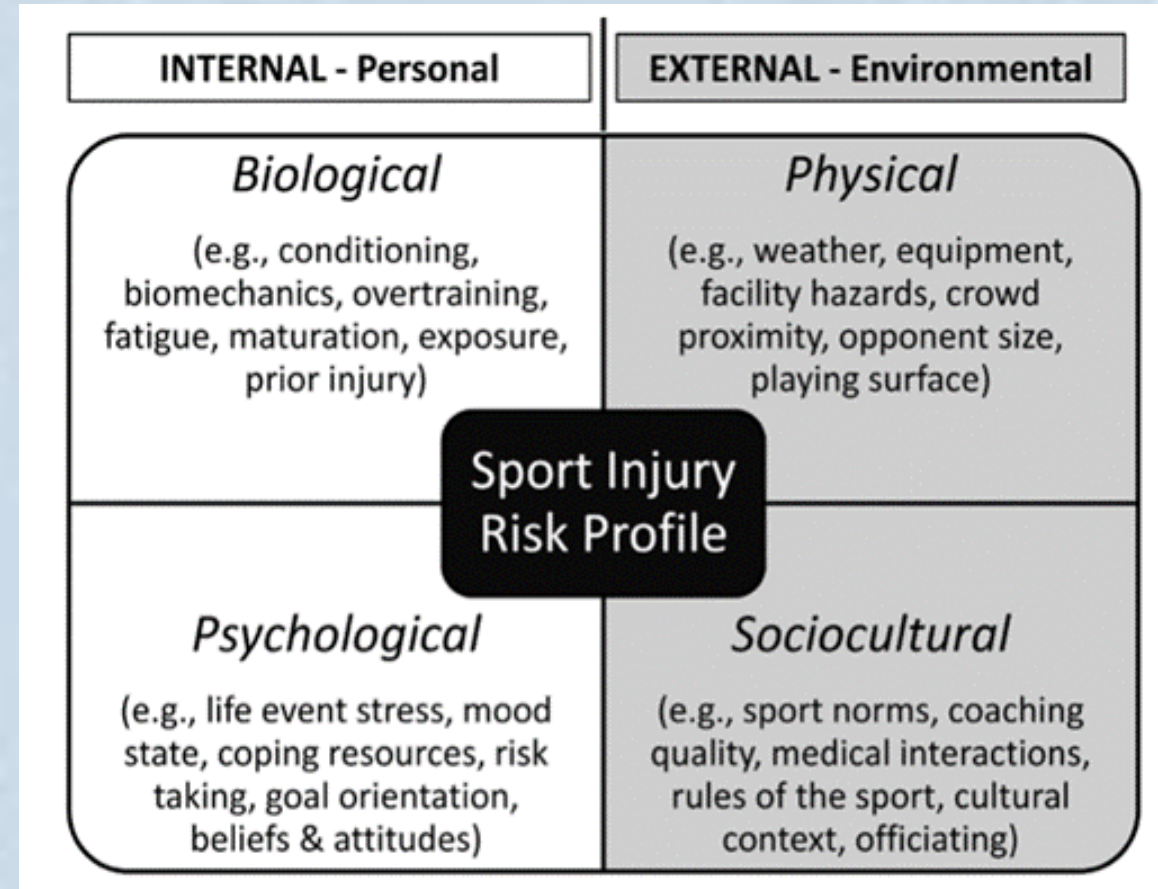 INTERNAL - Personal
EXTERNAL - Environmental
Biological
(e.g., conditioning,
biomechanics, overtraining,
fatigue, maturation, exposure,
prior injury)
Physical
(e.g., weather, equipment,
facility hazards, crowd
proximity, opponent size,
playing surface)
Sport Injury
Risk Profile
Psychological
(e.g., life event stress, mood
state, coping resources, risk
taking, goal orientation,
beliefs & attitudes)
Sociocultural
(e.g., sport norms, coaching
quality, medical interactions,
rules of the sport, cultural
context, officiating)